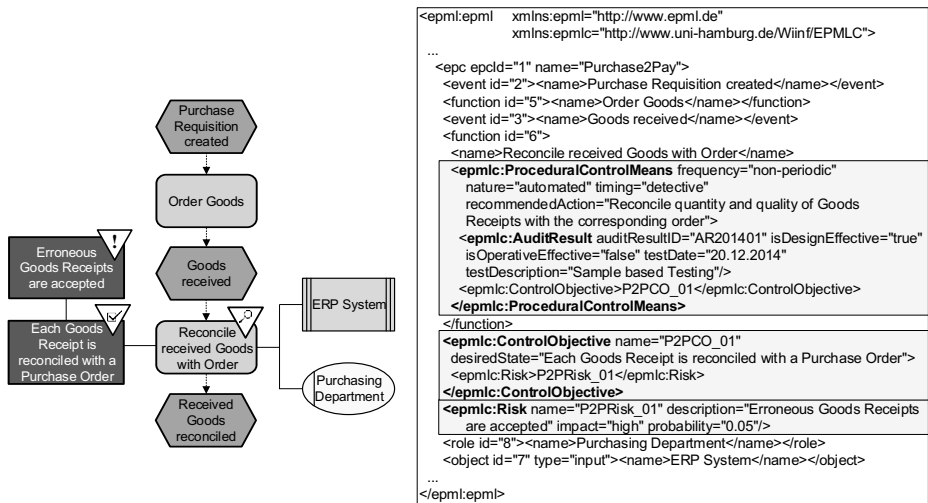 Purchase
Requisition
created
Order Goods
Goods
received
!
Erroneous
Goods Receipts
are accepted
Each Goods
Receipt is
reconciled with a
Purchase Order
Reconcile
received Goods
with Order
ERP System
Purchasing
Department
Received
Goods
reconciled
<epml:epml xmlns:epml="http://www.epml.de"
xmlns:epmlc="http://www.uni-hamburg.de/Wiinf/EPMLC">
...
<epc epcId="1" name="Purchase2Pay">
<event id="2"><name>Purchase Requisition created</name></event>
<function id="5"><name>Order Goods</name></function>
<event id="3"><name>Goods received</name></event>
<function id="6">
<name>Reconcile received Goods with Order</name>
<epmlc:ProceduralControlMeans frequency="non-periodic"
nature="automated" timing="detective"
recommendedAction="Reconcile quantity and quality of Goods
Receipts with the corresponding order">
<epmlc:AuditResult auditResultID="AR201401" isDesignEffective="true"
isOperativeEffective="false" testDate="20.12.2014"
testDescription="Sample based Testing"/>
<epmlc:ControlObjective>P2PCO_01</epmlc:ControlObjective>
</epmlc:ProceduralControlMeans>
</function>
<epmlc:ControlObjective name="P2PCO_01"
desiredState="Each Goods Receipt is reconciled with a Purchase Order">
<epmlc:Risk>P2PRisk_01</epmlc:Risk>
</epmlc:ControlObjective>
<epmlc:Risk name="P2PRisk_01" description="Erroneous Goods Receipts
are accepted" impact="high" probability="0.05"/>
<role id="8"><name>Purchasing Department</name></role>
<object id="7" type="input"><name>ERP System</name></object>
...
</epml:epml>